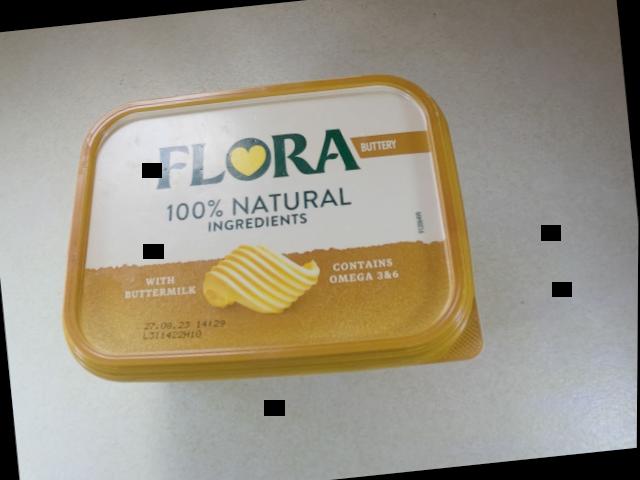 FLORA
BUTTERY
100% NATURAL
INGREDIENTS
WITH
BUTTERMILK
CONTAINS
OMEGA 3&6
27.08.23 14:29
L311422H10